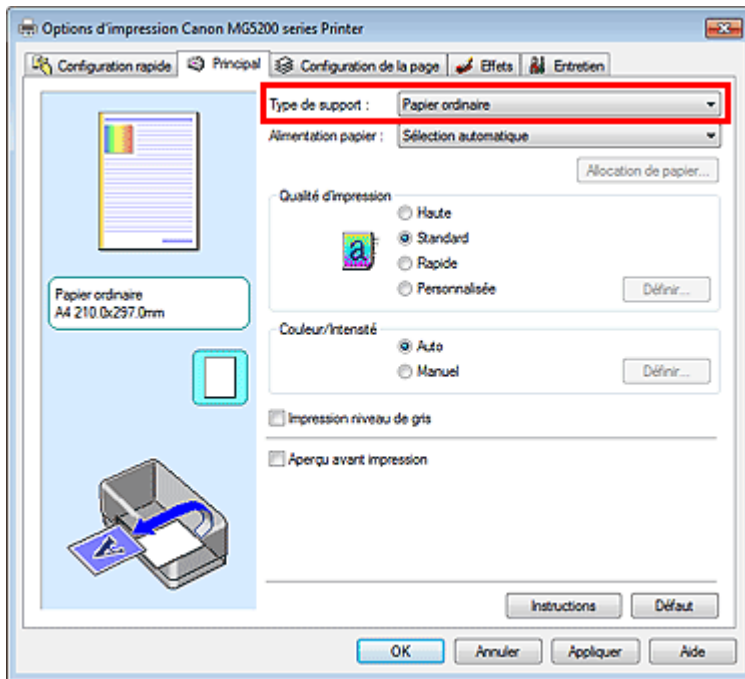 Options d'impression Canon MG5200 series Printer
Configuration rapide Principal Configuration de la page Effets Entretien
Type de support : Papier ordinaire
Alimentation papier : Sélection automatique
Allocation de papier...
Qualité d'impression
Haute
Standard
Rapide
Personnalisée Définir...
Papier ordinaire
A4 210.0x297.0mm
Couleur/Intensité
Auto
Manuel Définir...
Impression niveau de gris
Aperçu avant impression
Instructions Défaut
OK Annuler Appliquer Aide